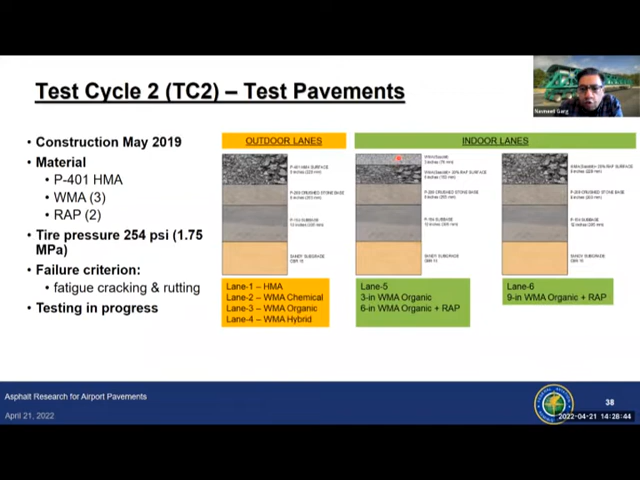 Test Cycle 2 (TC2) – Test Pavements
Navneet Garg
• Construction May 2019
• Material
• P-401 HMA
• WMA (3)
• RAP (2)
• Tire pressure 254 psi (1.75
MPa)
• Failure criterion:
• fatigue cracking & rutting
• Testing in progress
OUTDOOR LANES
P-401 HMA SURFACE
P-209 CRUSHED STONE BASE
P-154 SUBBASE
SANDY SUBGRADE
Lane-1 – HMA
Lane-2 – WMA Chemical
Lane-3 – WMA Organic
Lane-4 – WMA Hybrid
INDOOR LANES
P-209 CRUSHED STONE BASE
P-154 SUBBASE
SANDY SUBGRADE
Lane-5
3-in WMA Organic
6-in WMA Organic + RAP
P-209 CRUSHED STONE BASE
P-154 SUBBASE
SANDY SUBGRADE
Lane-6
9-in WMA Organic + RAP
Asphalt Research for Airport Pavements
April 21, 2022
38
2022-04-21 14:28:44